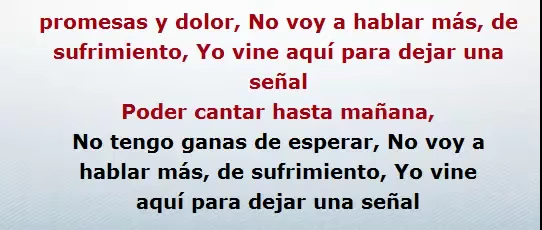 promesas y dolor, No voy a hablar más, de
sufrimiento, Yo vine aquí para dejar una
señal
Poder cantar hasta mañana,
No tengo ganas de esperar, No voy a
hablar más, de sufrimiento, Yo vine
aquí para dejar una señal